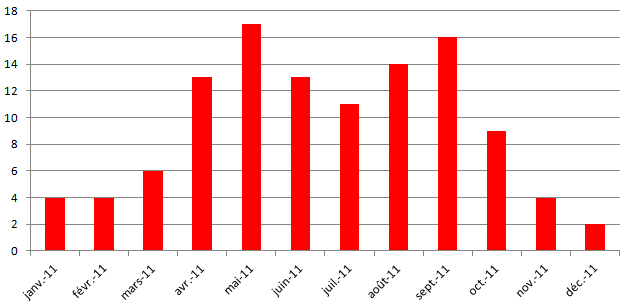 18
16
14
12
10
8
6
4
2
0
janv.-11
févr.-11
mars-11
avr.-11
mai-11
juin-11
juil.-11
août-11
sept.-11
oct.-11
nov.-11
déc.-11